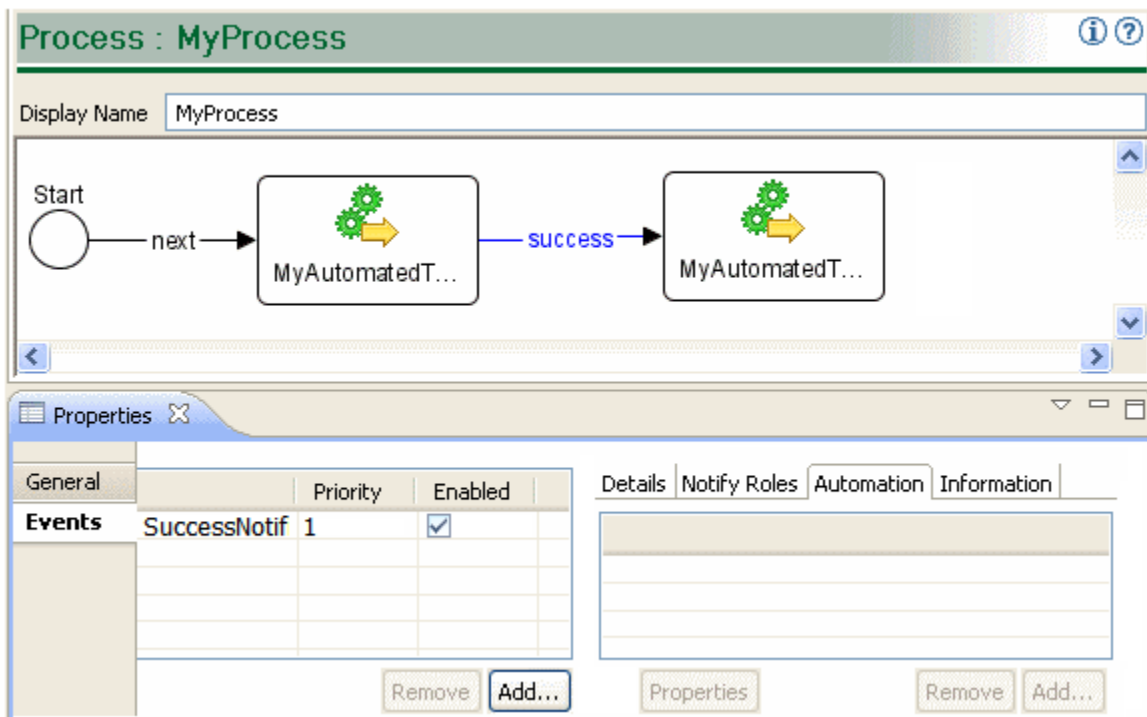 Process : MyProcess
Display Name MyProcess
Start
next
success
MyAutomatedT...
MyAutomatedT...
Properties
General
Events
Priority Enabled
SuccessNotif 1
Remove Add...
Details Notify Roles Automation Information
Properties Remove Add...